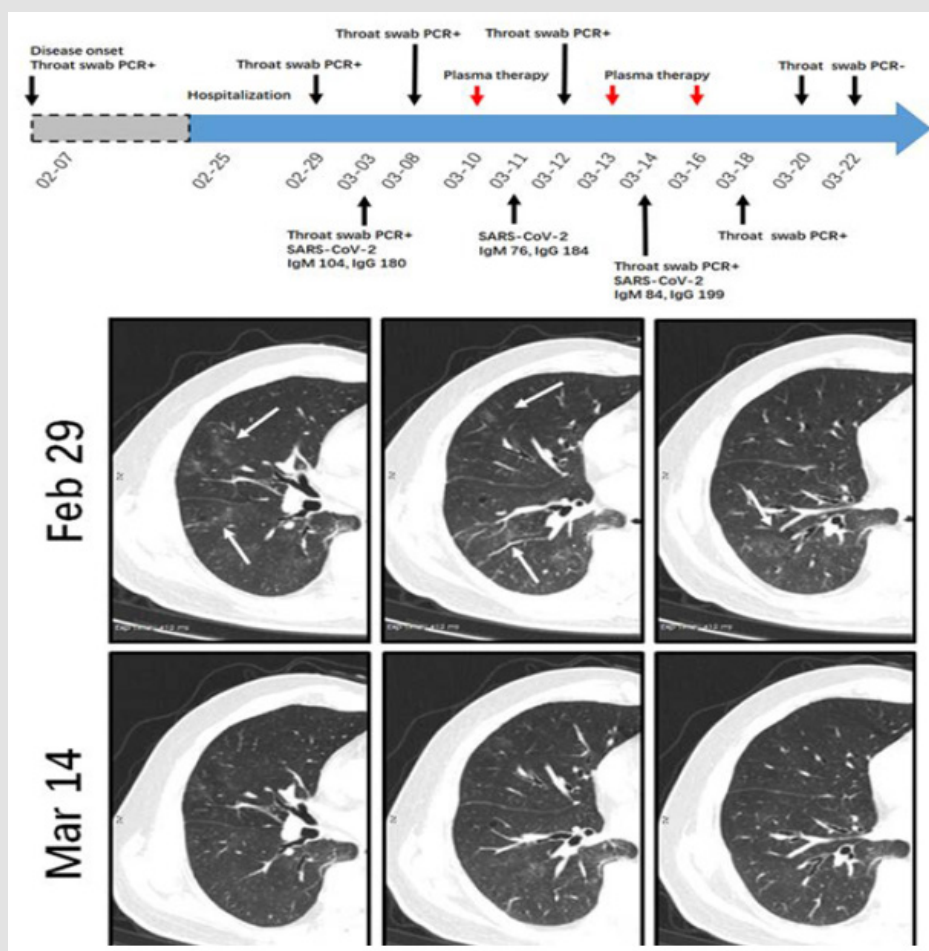 Disease onset
Throat swab PCR+
Hospitalization
Throat swab PCR+
Throat swab PCR+
Plasma therapy
Throat swab PCR+
Plasma therapy
Throat swab PCR-
02-07
02-25
02-29
03-03
03-08
03-10
03-11
03-12
03-13
03-14
03-16
03-18
03-20
03-22
Throat swab PCR+
SARS-CoV-2
IgM 104, IgG 180
SARS-CoV-2
IgM 76, IgG 184
Throat swab PCR+
SARS-CoV-2
IgM 84, IgG 199
Throat swab PCR+
Feb 29
Mar 14